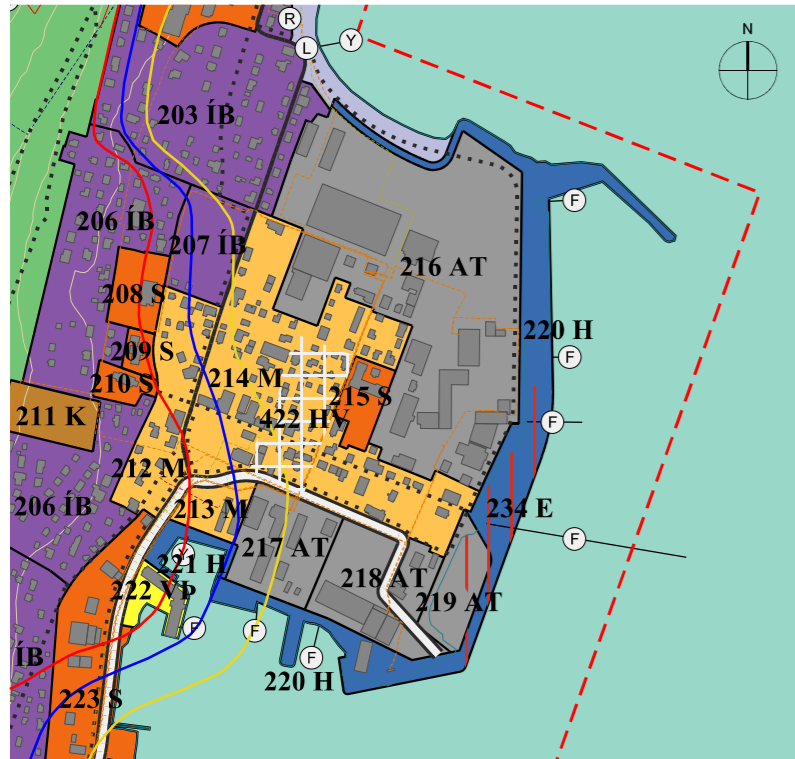 R
L
Y
N
203 ÍB
F
206 ÍB
207 ÍB
216 AT
208 S
220 H
209 S
F
210 S
214 M
215 S
211 K
422 HV
F
212 M
206 ÍB
213 M
234 E
217 AT
F
221 H
218 AT
222 VÞ
219 AT
F
F
ÍB
F
220 H
223 S